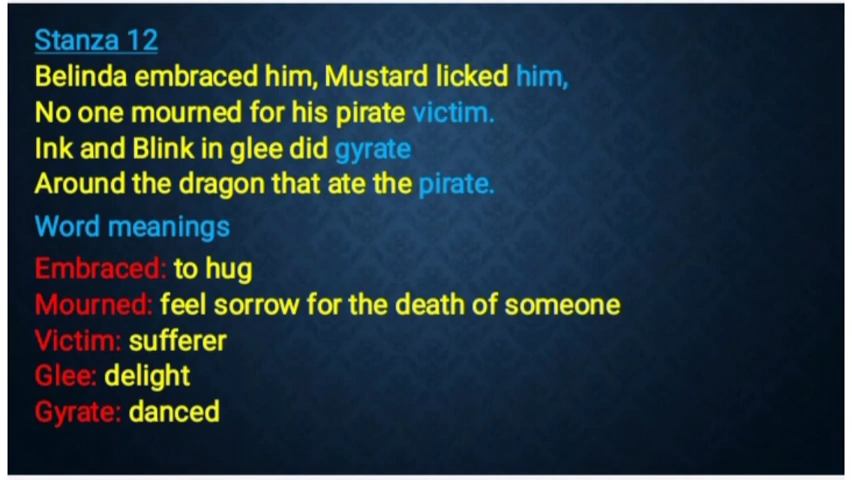 Stanza 12
Belinda embraced him, Mustard licked him,
No one mourned for his pirate victim.
Ink and Blink in glee did gyrate
Around the dragon that ate the pirate.
Word meanings
Embraced: to hug
Mourned: feel sorrow for the death of someone
Victim: sufferer
Glee: delight
Gyrate: danced